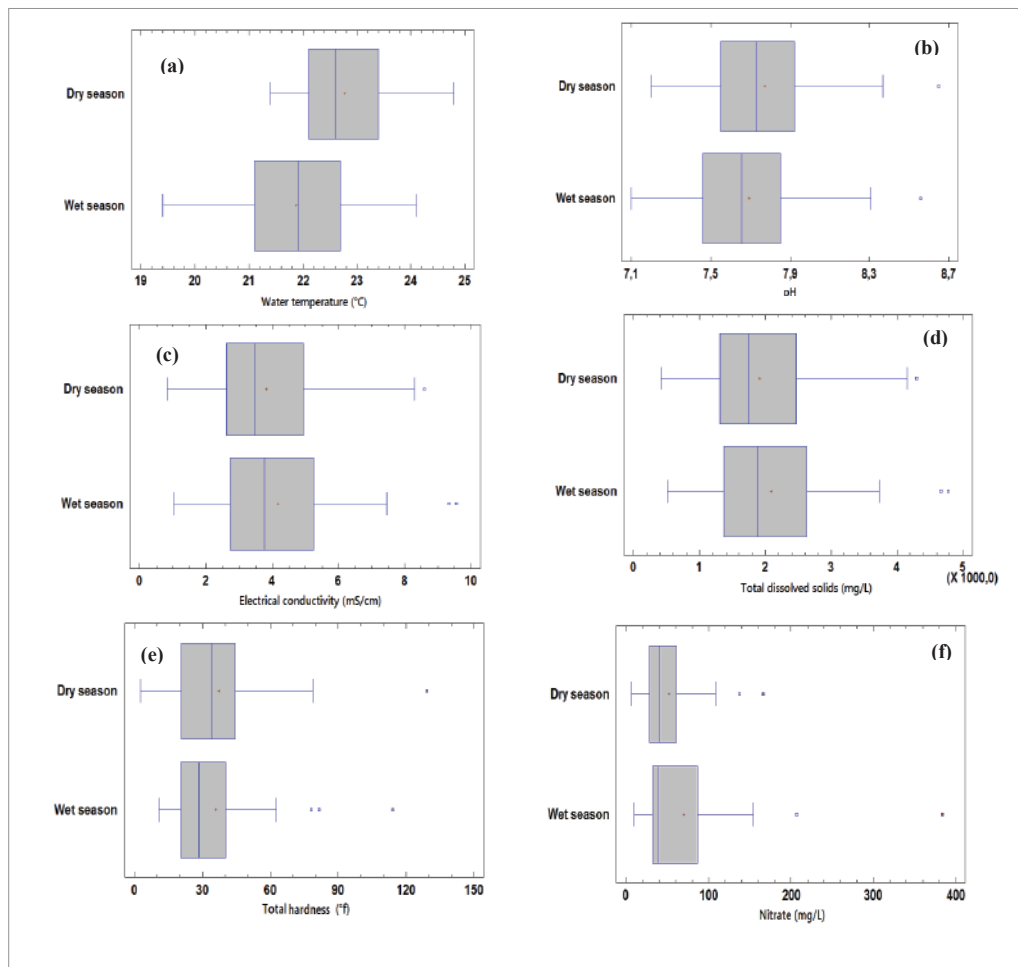 (a)
Dry season
Wet season
19 20 21 22 23 24 25
Water temperature (°C)
(b)
Dry season
Wet season
7,1 7,5 7,9 8,3 8,7
pH
(c)
Dry season
Wet season
0 2 4 6 8 10
Electrical conductivity (mS/cm)
(d)
Dry season
Wet season
0 1 2 3 4 5
(X 1000,0)
Total dissolved solids (mg/L)
(e)
Dry season
Wet season
0 30 60 90 120 150
Total hardness (°f)
(f)
Dry season
Wet season
0 100 200 300 400
Nitrate (mg/L)